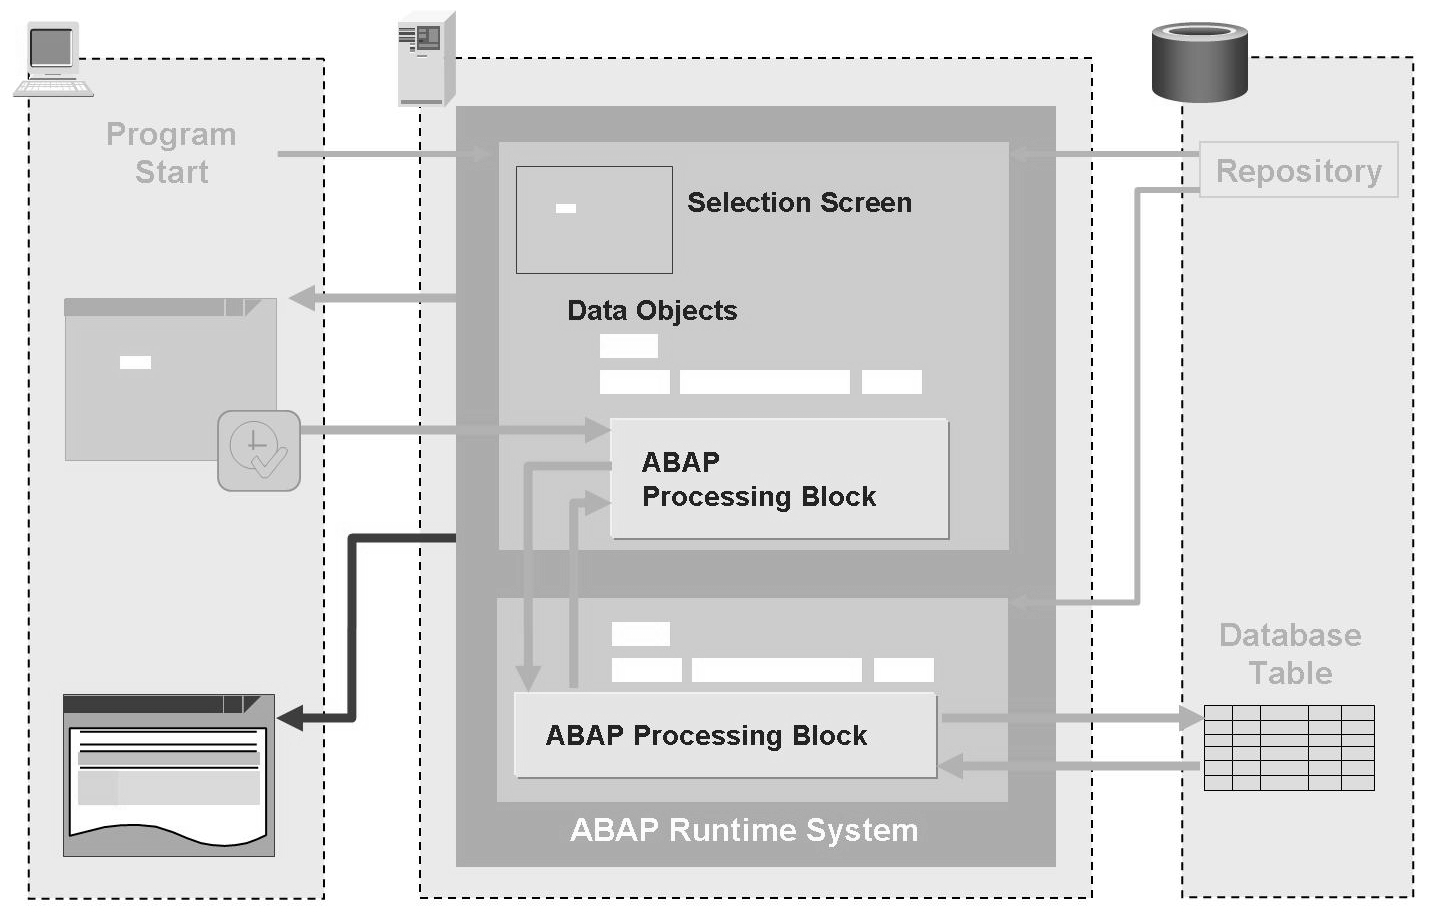 Program
Start
Selection Screen
Repository
Data Objects
ABAP
Processing Block
Database
Table
ABAP Processing Block
ABAP Runtime System